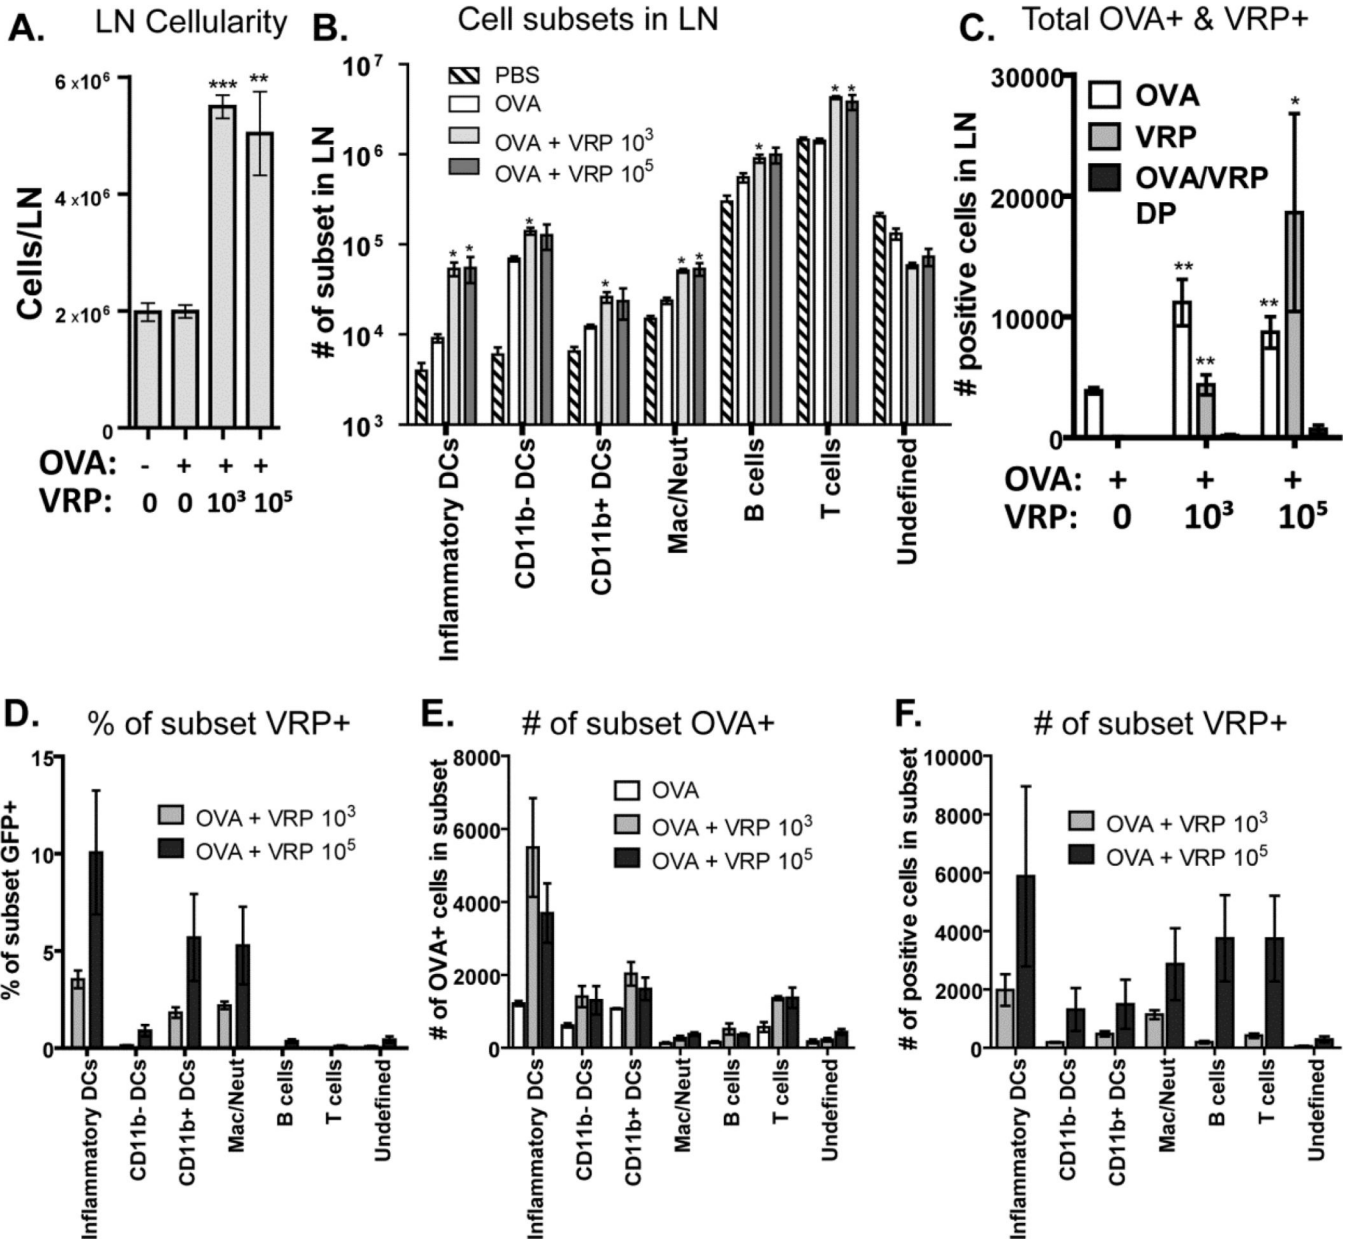 A. LN Cellularity
Cells/LN
6 x10⁶
4 x10⁶
2 x10⁶
0
*** **
OVA: - + + +
VRP: 0 0 10³ 10⁵
B. Cell subsets in LN
# of subset in LN
10⁷
10⁶
10⁵
10⁴
10³
PBS
OVA
OVA + VRP 10³
OVA + VRP 10⁵
* *
*
*
* *
*
* *
Inflammatory DCs
CD11b- DCs
CD11b+ DCs
Mac/Neut
B cells
T cells
Undefined
C. Total OVA+ & VRP+
# positive cells in LN
30000
20000
10000
0
OVA
VRP
OVA/VRP
DP
** **
** *
OVA: + + +
VRP: 0 10³ 10⁵
D. % of subset VRP+
% of subset GFP+
15
10
5
0
OVA + VRP 10³
OVA + VRP 10⁵
Inflammatory DCs
CD11b- DCs
CD11b+ DCs
Mac/Neut
B cells
T cells
Undefined
E. # of subset OVA+
# of OVA+ cells in subset
8000
6000
4000
2000
0
OVA
OVA + VRP 10³
OVA + VRP 10⁵
Inflammatory DCs
CD11b- DCs
CD11b+ DCs
Mac/Neut
B cells
T cells
Undefined
F. # of subset VRP+
# of positive cells in subset
10000
8000
6000
4000
2000
0
OVA + VRP 10³
OVA + VRP 10⁵
Inflammatory DCs
CD11b- DCs
CD11b+ DCs
Mac/Neut
B cells
T cells
Undefined